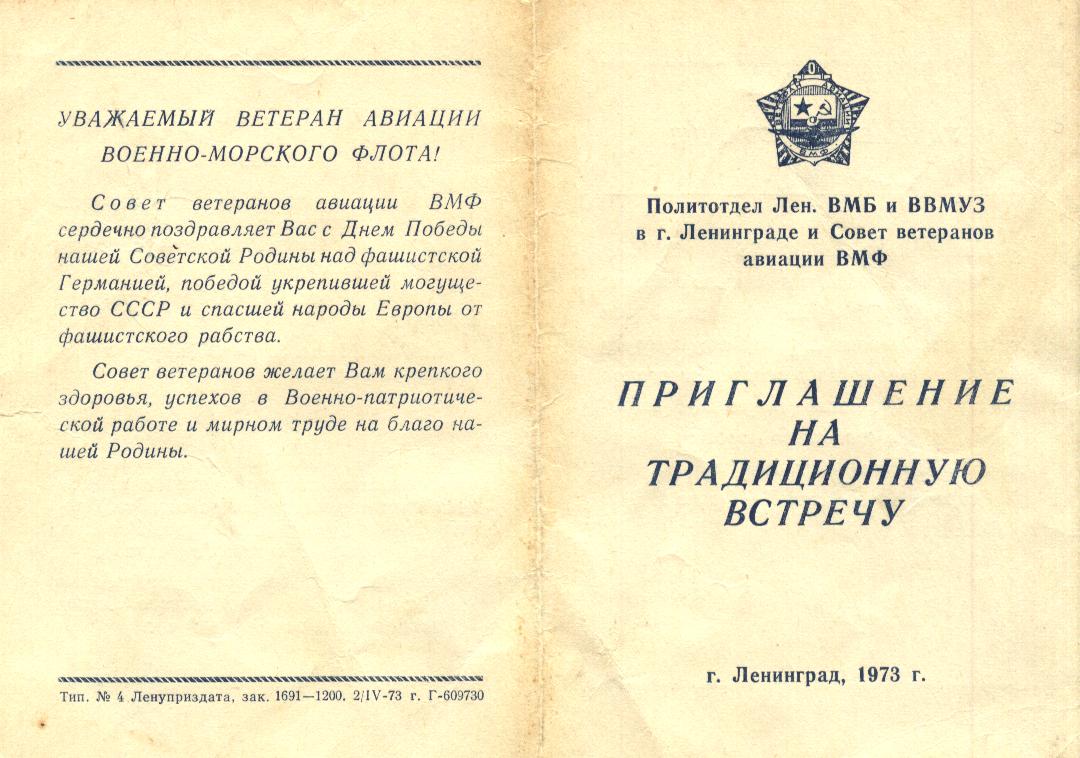 УВАЖАЕМЫЙ ВЕТЕРАН АВИАЦИИ
ВОЕННО-МОРСКОГО ФЛОТА!
Совет ветеранов авиации ВМФ
сердечно поздравляет Вас с Днем Победы
нашей Советской Родины над фашистской
Германией, победой укрепившей могуще-
ство СССР и спасшей народы Европы от
фашистского рабства.
Совет ветеранов желает Вам крепкого
здоровья, успехов в Военно-патриотиче-
ской работе и мирном труде на благо на-
шей Родины.
Тип. № 4 Ленуприздата, зак. 1691—1200. 2/IV-73 г. Г-609730
ВЕТЕРАН АВИАЦИИ
ВМФ
Политотдел Лен. ВМБ и ВВМУЗ
в г. Ленинграде и Совет ветеранов
авиации ВМФ
ПРИГЛАШЕНИЕ
НА
ТРАДИЦИОННУЮ
ВСТРЕЧУ
г. Ленинград, 1973 г.